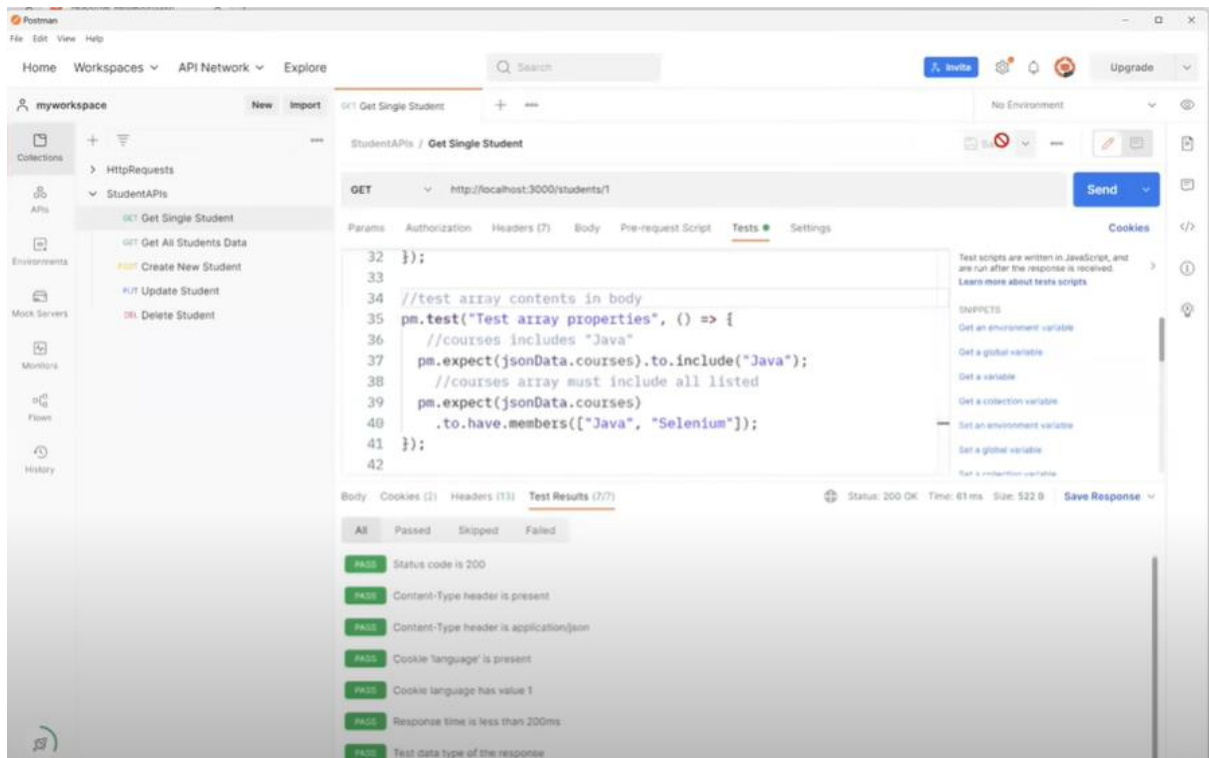 Postman
File Edit View Help
Home Workspaces API Network Explore Search Invite Upgrade
myworkspace New Import GET Get Single Student No Environment
Collections
APIs
Environments
Mock Servers
Monitors
Flows
History
HttpRequests
StudentAPIs
GET Get Single Student
GET Get All Students Data
POST Create New Student
PUT Update Student
DEL Delete Student
StudentAPIs / Get Single Student
GET http://localhost:3000/students/1 Send
Params Authorization Headers (7) Body Pre-request Script Tests Settings Cookies
32 });
33
34 //test array contents in body
35 pm.test("Test array properties", () => {
36 //courses includes "Java"
37 pm.expect(jsonData.courses).to.include("Java");
38 //courses array must include all listed
39 pm.expect(jsonData.courses)
40 .to.have.members(["Java", "Selenium"]);
41 });
42
Test scripts are written in JavaScript, and
are run after the response is received.
Learn more about tests scripts
SNIPPETS
Get an environment variable
Get a global variable
Get a variable
Get a collection variable
Set an environment variable
Set a global variable
Set a collection variable
Body Cookies (2) Headers (13) Test Results (7/7) Status: 200 OK Time: 61 ms Size: 522 B Save Response
All Passed Skipped Failed
PASS Status code is 200
PASS Content-Type header is present
PASS Content-Type header is application/json
PASS Cookie 'language' is present
PASS Cookie language has value 1
PASS Response time is less than 200ms
PASS Test data type of the response